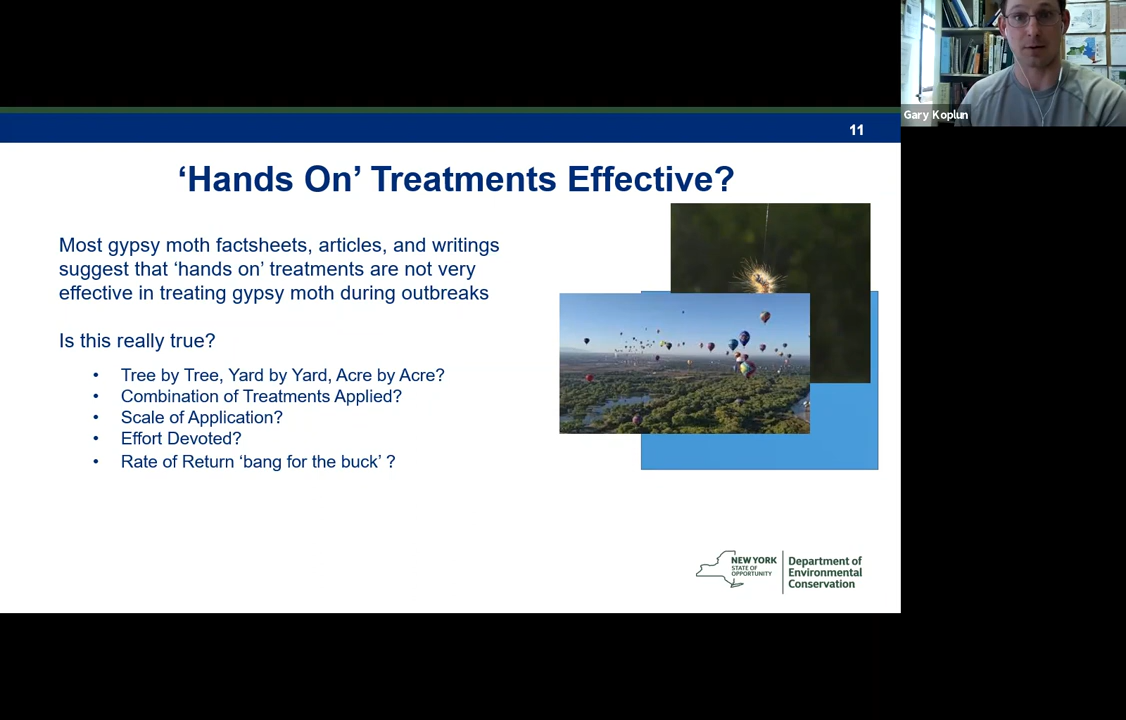 Gary Koplun
11
‘Hands On’ Treatments Effective?
Most gypsy moth factsheets, articles, and writings
suggest that ‘hands on’ treatments are not very
effective in treating gypsy moth during outbreaks
Is this really true?
• Tree by Tree, Yard by Yard, Acre by Acre?
• Combination of Treatments Applied?
• Scale of Application?
• Effort Devoted?
• Rate of Return ‘bang for the buck’ ?
NEW YORK
STATE OF
OPPORTUNITY
Department of
Environmental
Conservation